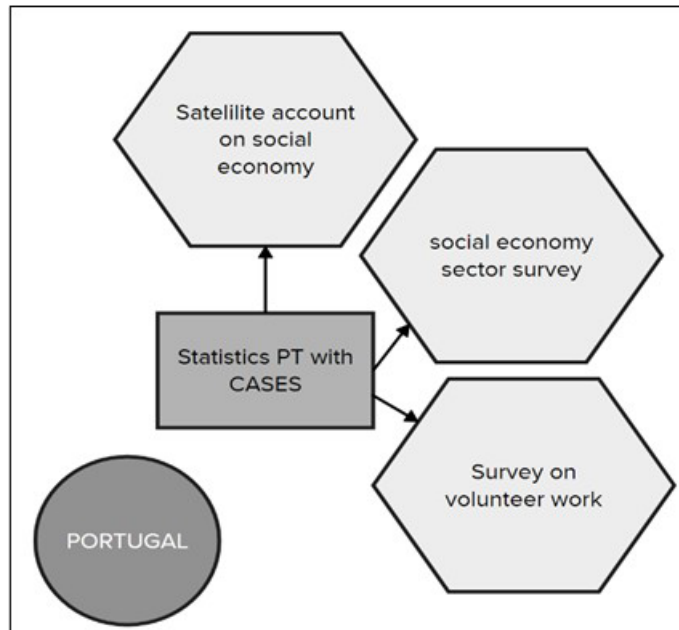 Satelilite account
on social
economy
social economy
sector survey
Statistics PT with
CASES
Survey on
volunteer work
PORTUGAL